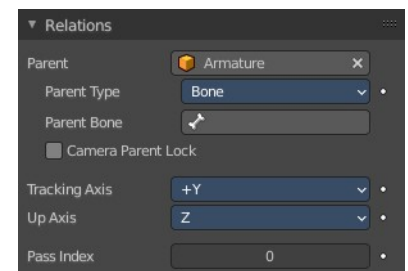 Relations
Parent Armature
Parent Type Bone
Parent Bone
Camera Parent Lock
Tracking Axis +Y
Up Axis Z
Pass Index 0